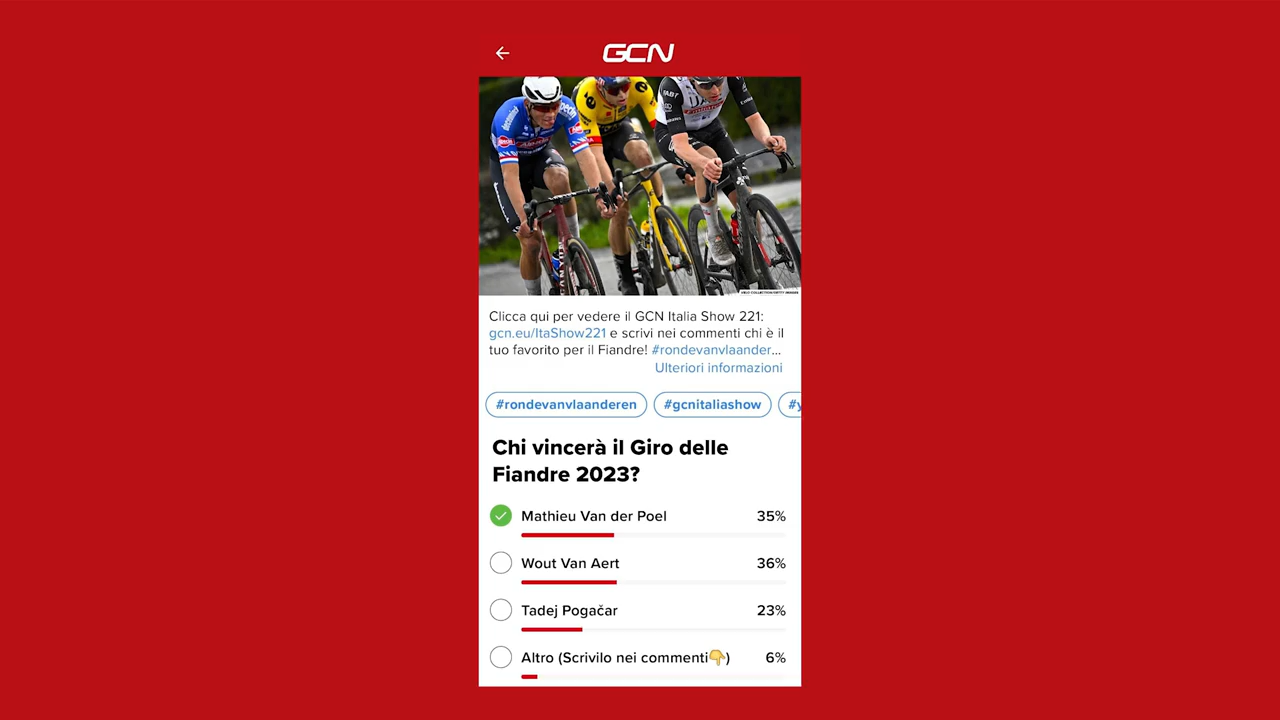 GCN
Clicca qui per vedere il GCN Italia Show 221:
gcn.eu/ItaShow221 e scrivi nei commenti chi è il
tuo favorito per il Fiandre! #rondevanvlaander...
Ulteriori informazioni
#rondevanvlaanderen #gcnitaliashow #y
Chi vincerà il Giro delle
Fiandre 2023?
Mathieu Van der Poel 35%
Wout Van Aert 36%
Tadej Pogačar 23%
Altro (Scrivilo nei commenti👇) 6%